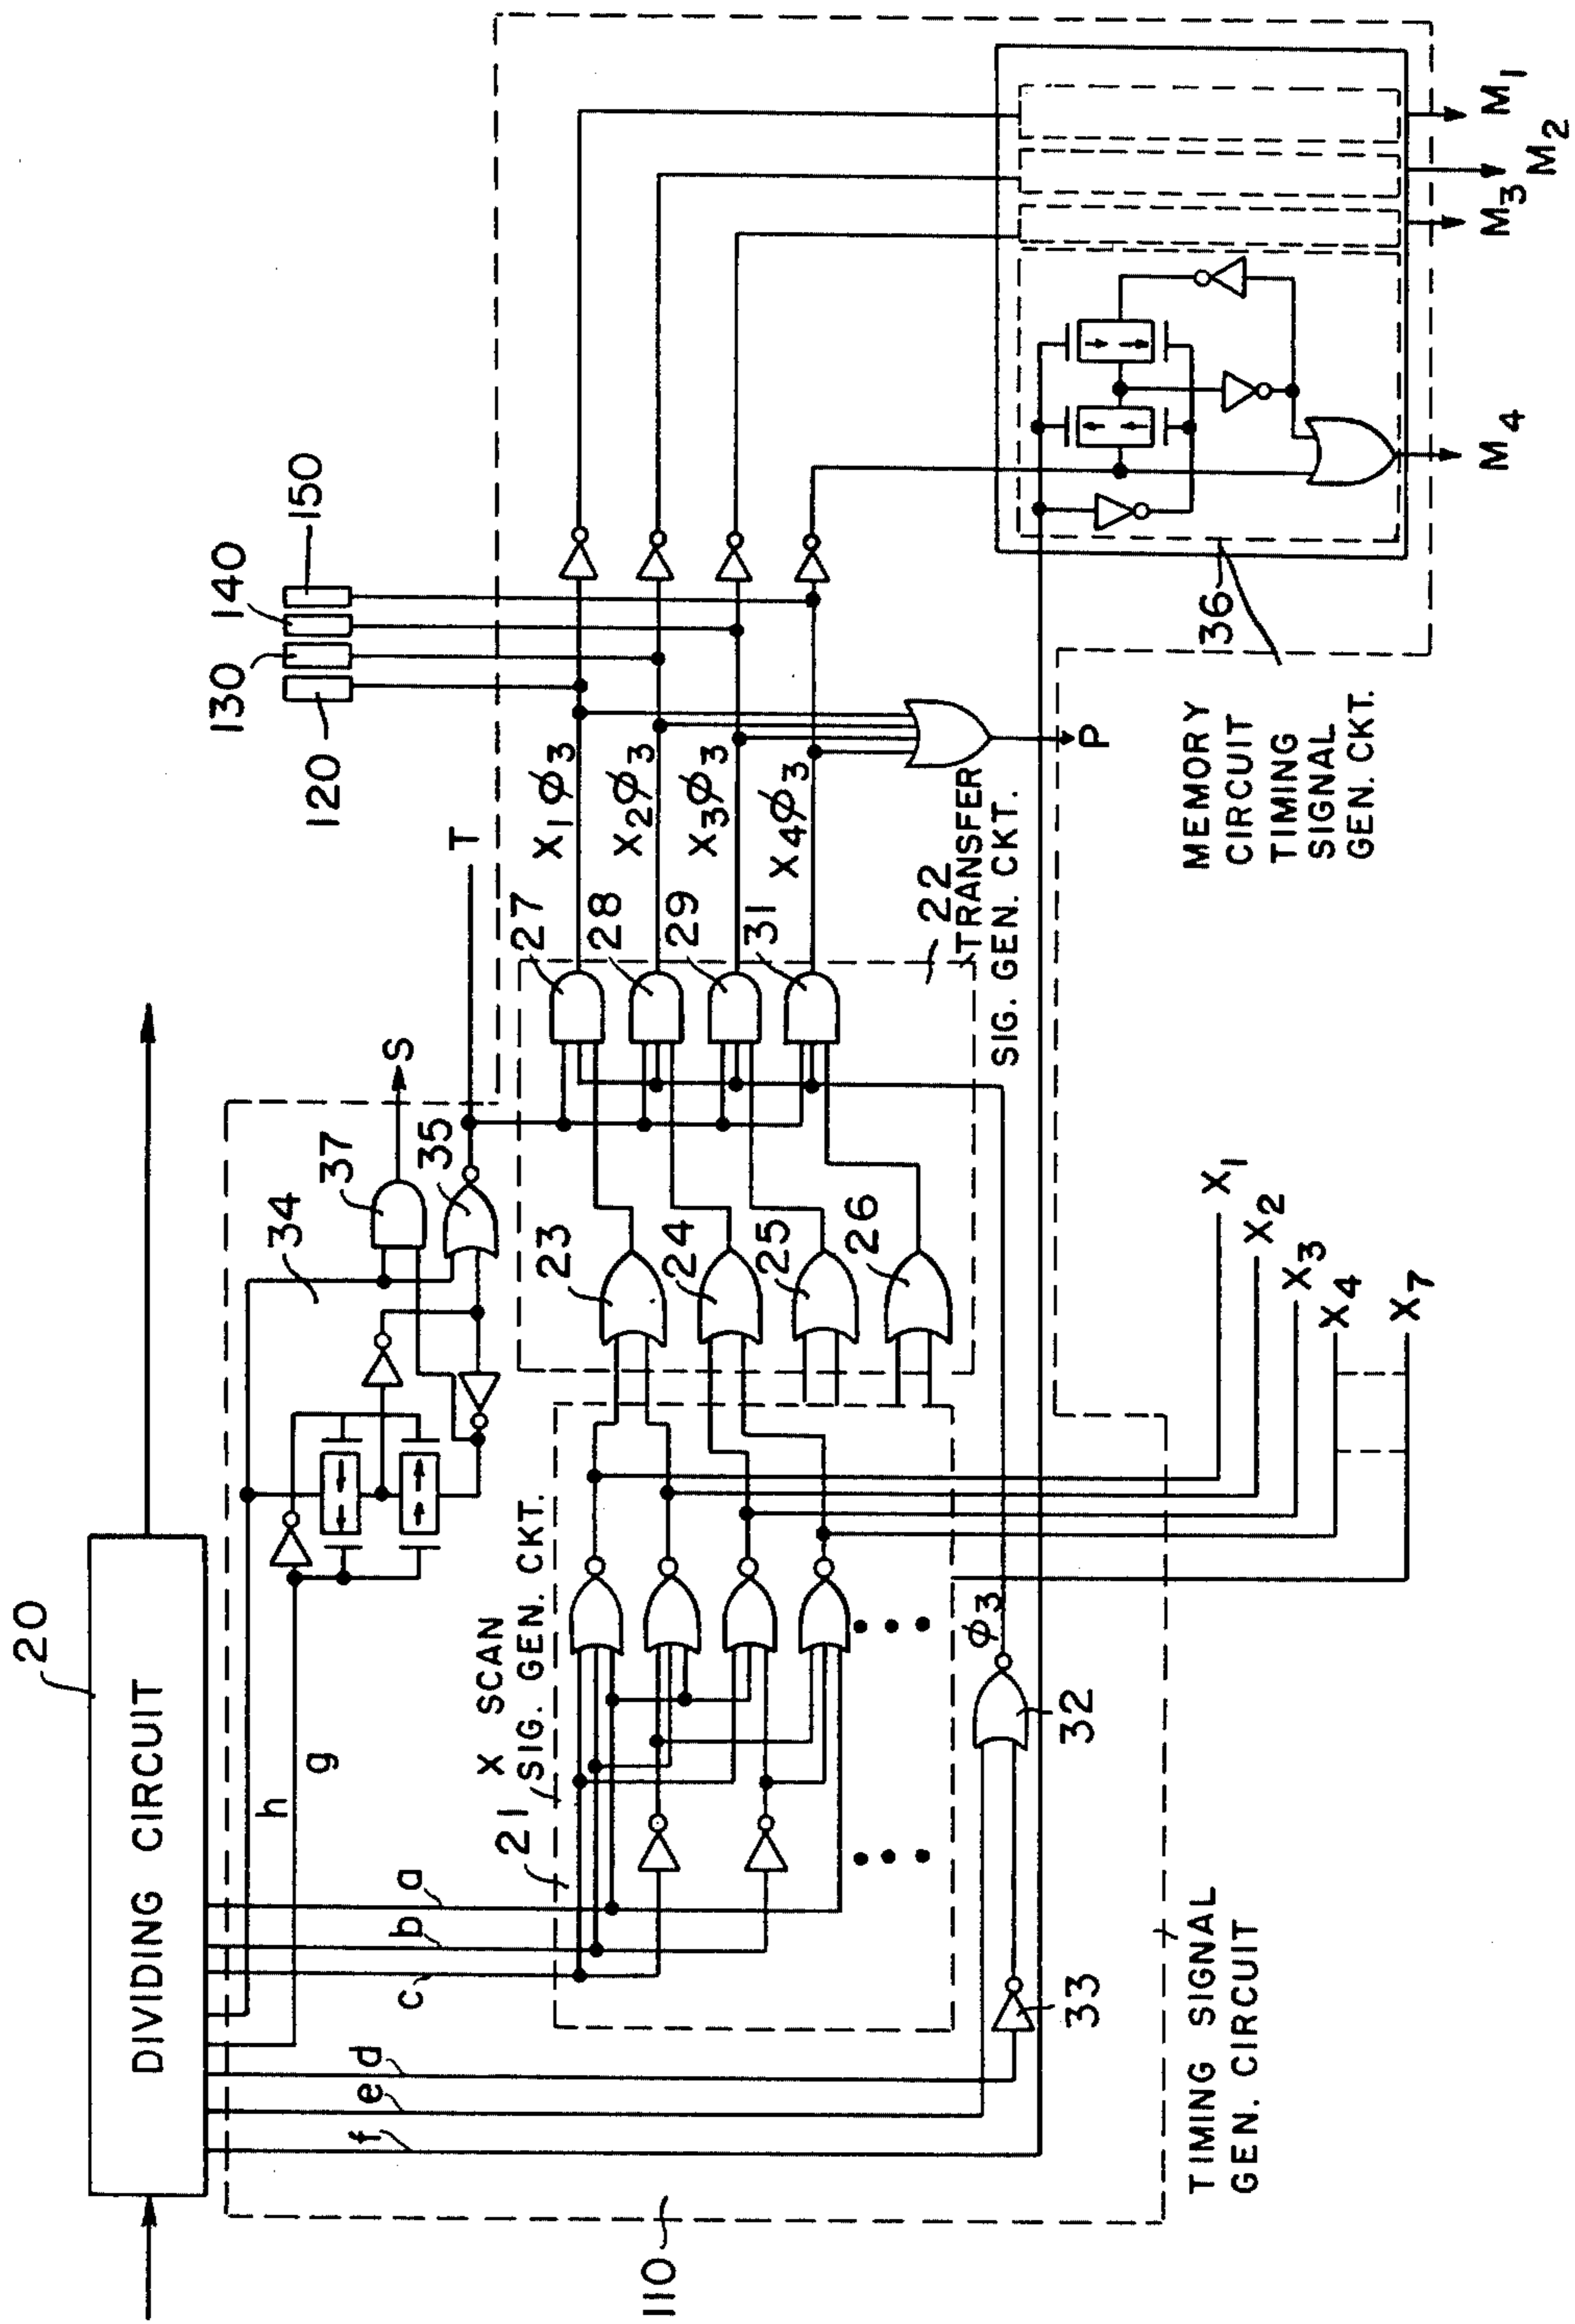 20
DIVIDING CIRCUIT
h
g
a
b
c
d
e
f
110
TIMING SIGNAL
GEN. CIRCUIT
21
X SCAN
SIG. GEN. CKT.
34
37
35
S
T
23
24
25
26
27
28
29
31
22
TRANSFER
SIG. GEN. CKT.
33
32
φ3
X1φ3
X2φ3
X3φ3
X4φ3
120
130
140
150
P
X1
X2
X3
X4
X7
136
MEMORY
CIRCUIT
TIMING
SIGNAL
GEN. CKT.
M1
M2
M3
M4